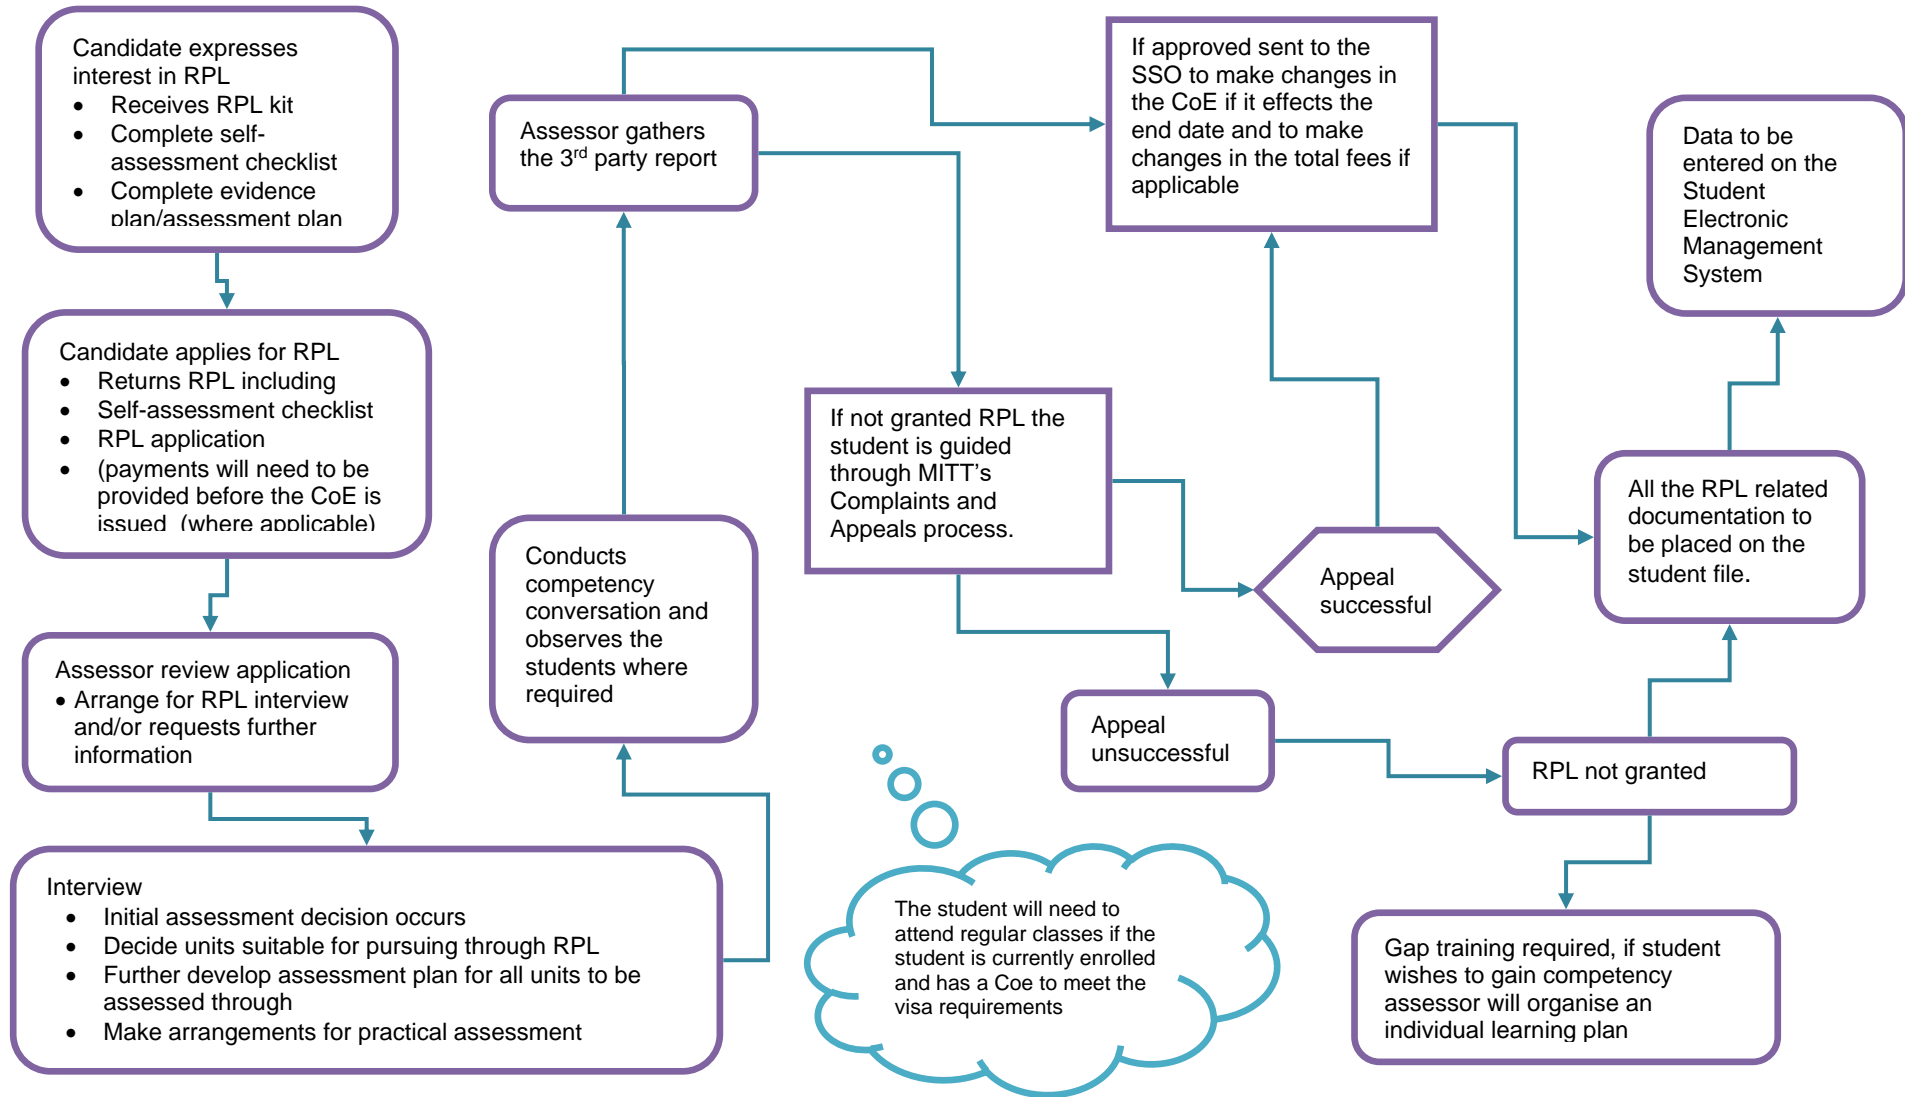 Candidate expresses
interest in RPL
• Receives RPL kit
• Complete self-
assessment checklist
• Complete evidence
plan/assessment plan
Candidate applies for RPL
• Returns RPL including
• Self-assessment checklist
• RPL application
• (payments will need to be
provided before the CoE is
issued (where applicable)
Assessor review application
• Arrange for RPL interview
and/or requests further
information
Interview
• Initial assessment decision occurs
• Decide units suitable for pursuing through RPL
• Further develop assessment plan for all units to be
assessed through
• Make arrangements for practical assessment
Conducts
competency
conversation and
observes the
students where
required
Assessor gathers
the 3rd party report
If approved sent to the
SSO to make changes in
the CoE if it effects the
end date and to make
changes in the total fees if
applicable
If not granted RPL the
student is guided
through MITT's
Complaints and
Appeals process.
Appeal
successful
Appeal
unsuccessful
RPL not granted
Gap training required, if student
wishes to gain competency
assessor will organise an
individual learning plan
All the RPL related
documentation to
be placed on the
student file.
Data to be
entered on the
Student
Electronic
Management
System
The student will need to
attend regular classes if the
student is currently enrolled
and has a Coe to meet the
visa requirements